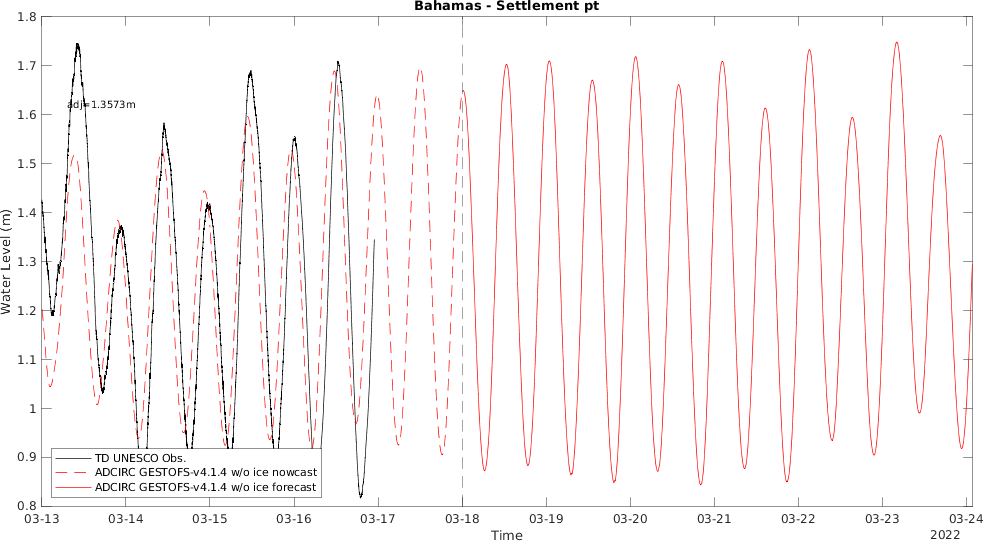 Bahamas - Settlement pt
1.8
1.7
1.6
1.5
1.4
1.3
1.2
1.1
1
0.9
0.8
Water Level (m)
adj=1.3573m
TD UNESCO Obs.
ADCIRC GESTOFS-v4.1.4 w/o ice nowcast
ADCIRC GESTOFS-v4.1.4 w/o ice forecast
03-13 03-14 03-15 03-16 03-17 03-18 03-19 03-20 03-21 03-22 03-23 03-24
Time
2022